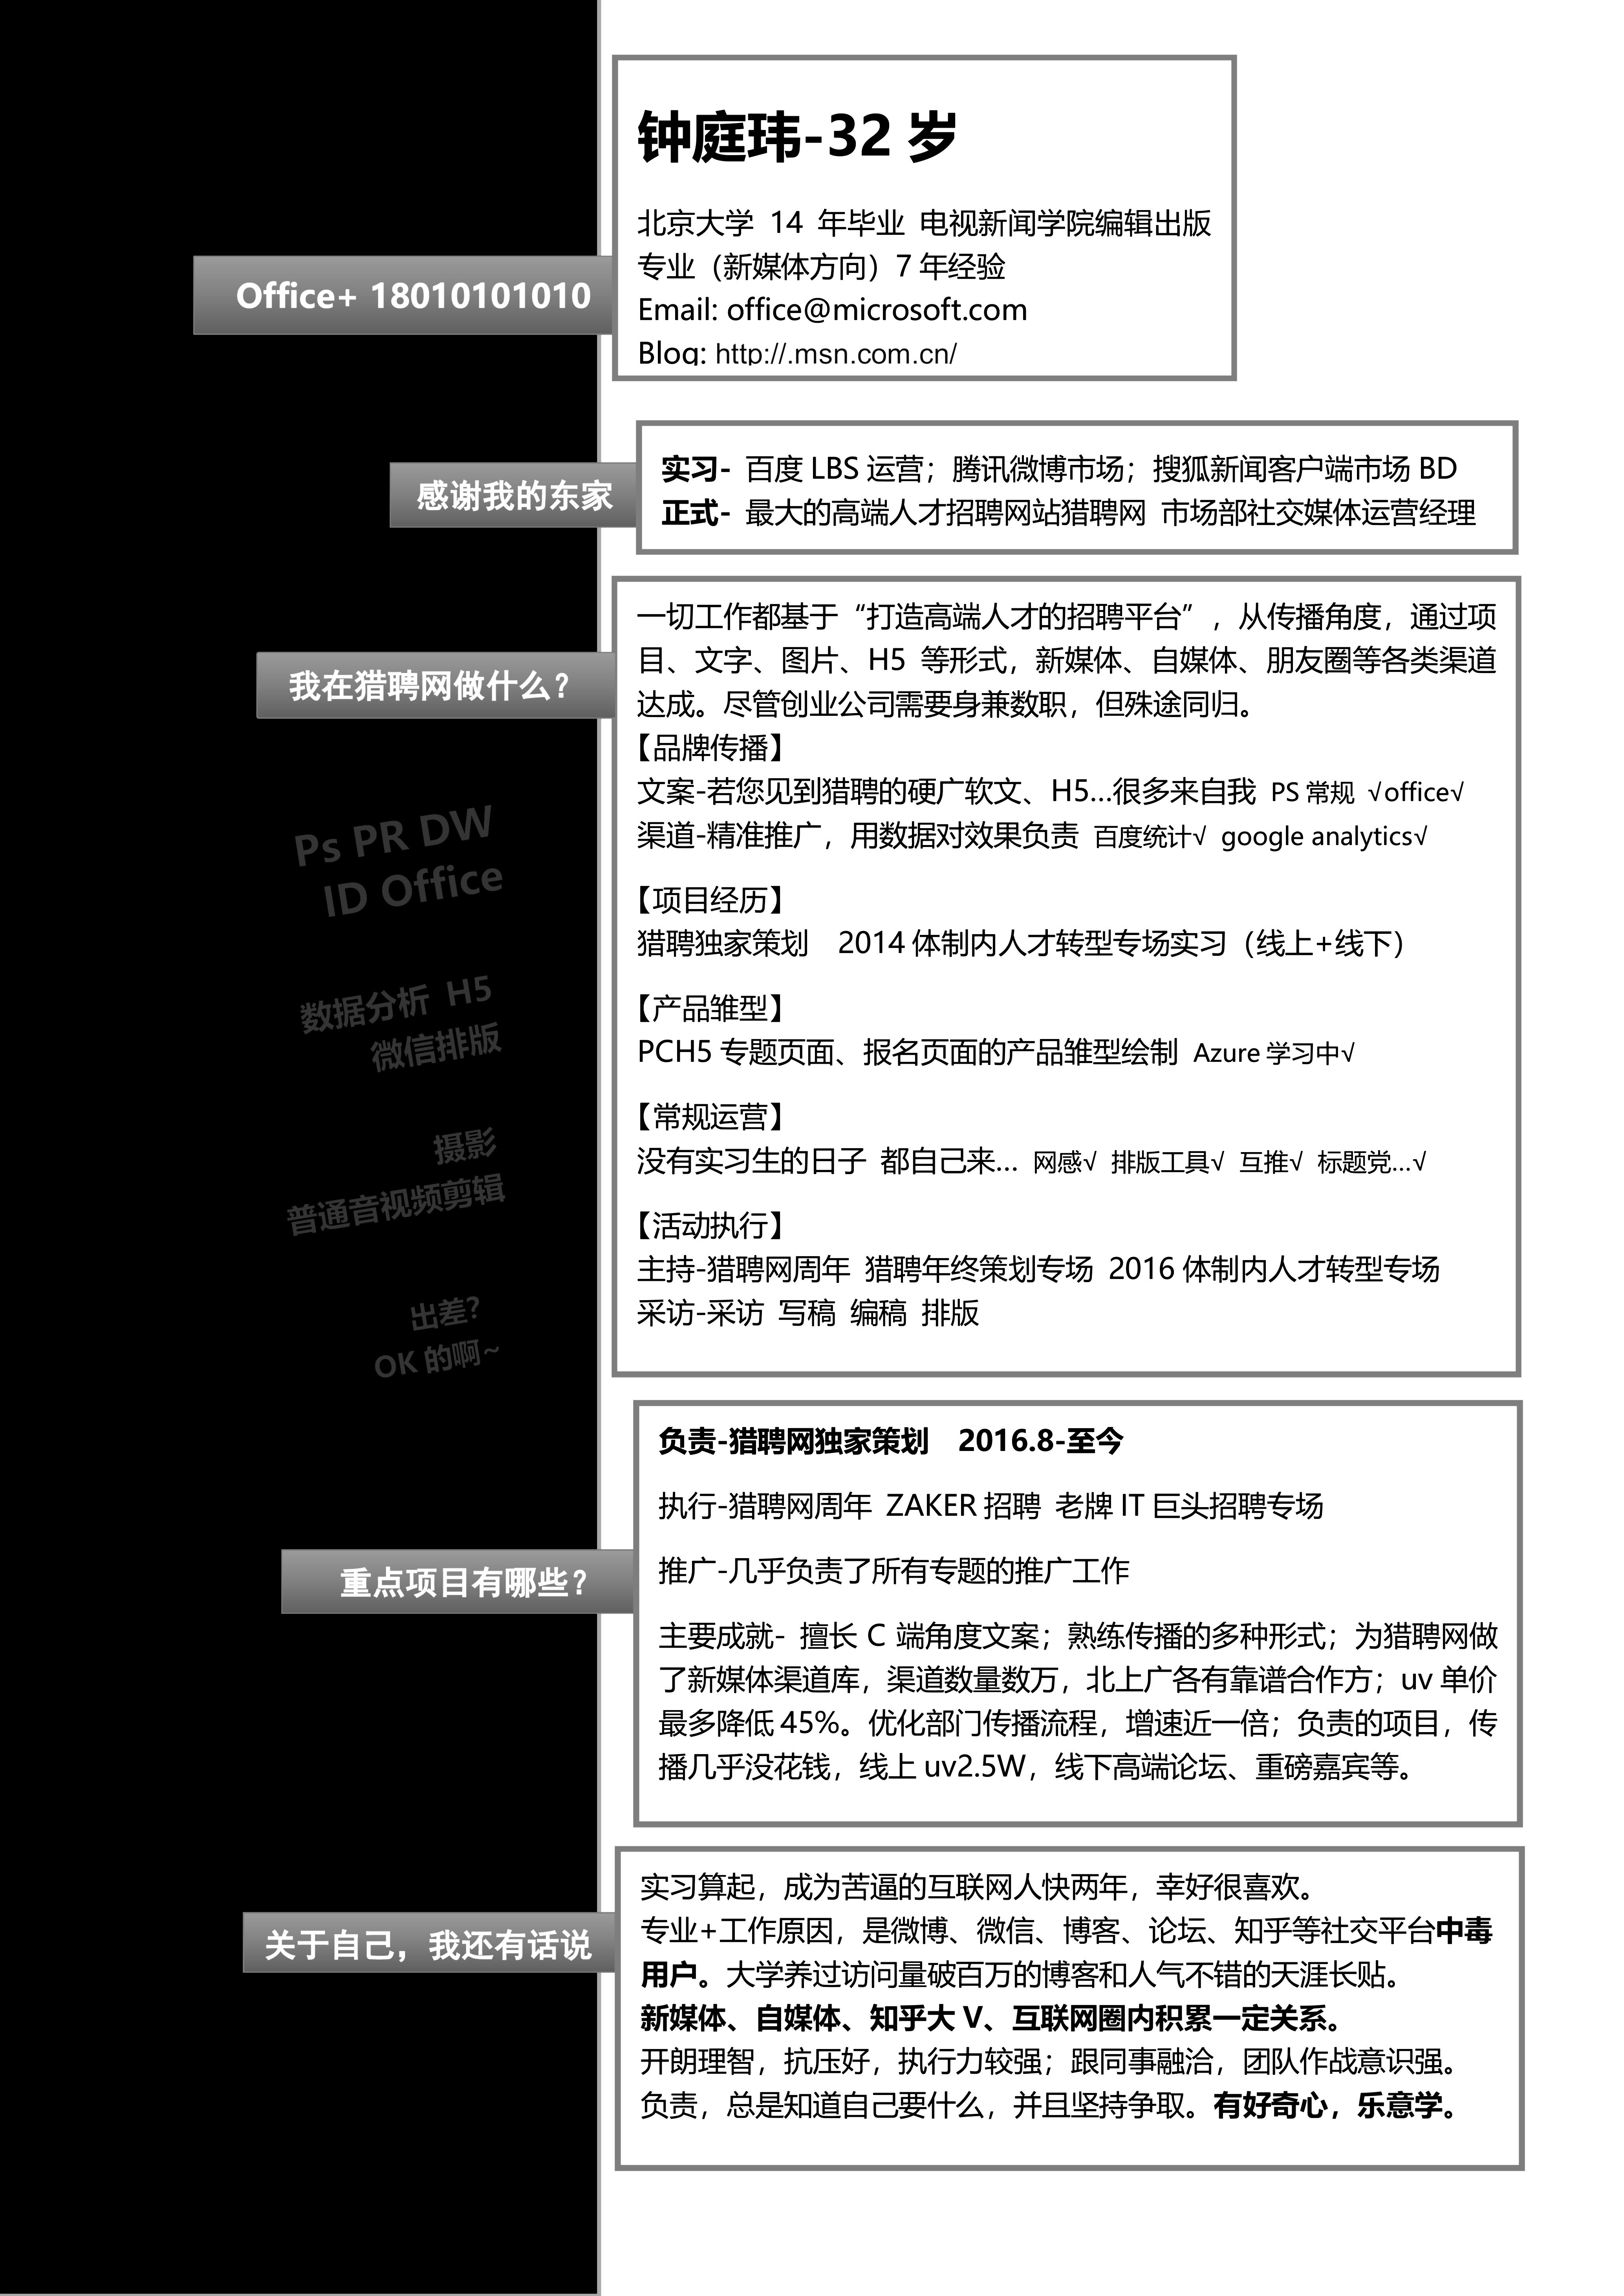 钟庭玮-32 岁
北京大学 14 年毕业 电视新闻学院编辑出版
专业（新媒体方向）7 年经验
Email: office@microsoft.com
Blog: http://.msn.com.cn/
Office+ 18010101010
感谢我的东家
实习- 百度 LBS 运营；腾讯微博市场；搜狐新闻客户端市场 BD
正式- 最大的高端人才招聘网站猎聘网 市场部社交媒体运营经理
我在猎聘网做什么？
一切工作都基于“打造高端人才的招聘平台”，从传播角度，通过项
目、文字、图片、H5 等形式，新媒体、自媒体、朋友圈等各类渠道
达成。尽管创业公司需要身兼数职，但殊途同归。
【品牌传播】
文案-若您见到猎聘的硬广软文、H5...很多来自我 PS 常规 √office√
渠道-精准推广，用数据对效果负责 百度统计√ google analytics√
【项目经历】
猎聘独家策划 2014 体制内人才转型专场实习（线上+线下）
【产品雏型】
PCH5 专题页面、报名页面的产品雏型绘制 Azure 学习中√
【常规运营】
没有实习生的日子 都自己来... 网感√ 排版工具√ 互推√ 标题党...√
【活动执行】
主持-猎聘网周年 猎聘年终策划专场 2016 体制内人才转型专场
采访-采访 写稿 编稿 排版
Ps PR DW
ID Office
数据分析 H5
微信排版
摄影
普通音视频剪辑
出差？
OK 的啊~
重点项目有哪些？
负责-猎聘网独家策划 2016.8-至今
执行-猎聘网周年 ZAKER 招聘 老牌 IT 巨头招聘专场
推广-几乎负责了所有专题的推广工作
主要成就- 擅长 C 端角度文案；熟练传播的多种形式；为猎聘网做
了新媒体渠道库，渠道数量数万，北上广各有靠谱合作方；uv 单价
最多降低 45%。优化部门传播流程，增速近一倍；负责的项目，传
播几乎没花钱，线上 uv2.5W，线下高端论坛、重磅嘉宾等。
关于自己，我还有话说
实习算起，成为苦逼的互联网人快两年，幸好很喜欢。
专业+工作原因，是微博、微信、博客、论坛、知乎等社交平台中毒
用户。大学养过访问量破百万的博客和人气不错的天涯长贴。
新媒体、自媒体、知乎大 V、互联网圈内积累一定关系。
开朗理智，抗压好，执行力较强；跟同事融洽，团队作战意识强。
负责，总是知道自己要什么，并且坚持争取。有好奇心，乐意学。